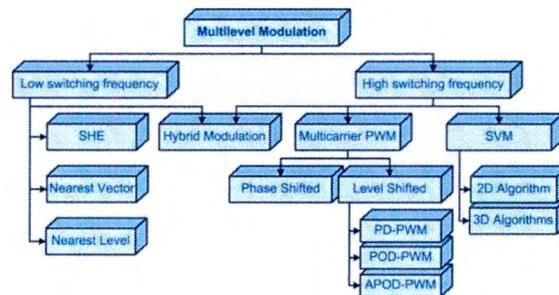 Multilevel Modulation
Low switching frequency
High switching frequency
SHE
Hybrid Modulation
Multicarrier PWM
SVM
Nearest Vector
Phase Shifted
Level Shifted
2D Algorithm
3D Algorithms
Nearest Level
PD-PWM
POD-PWM
APOD-PWM